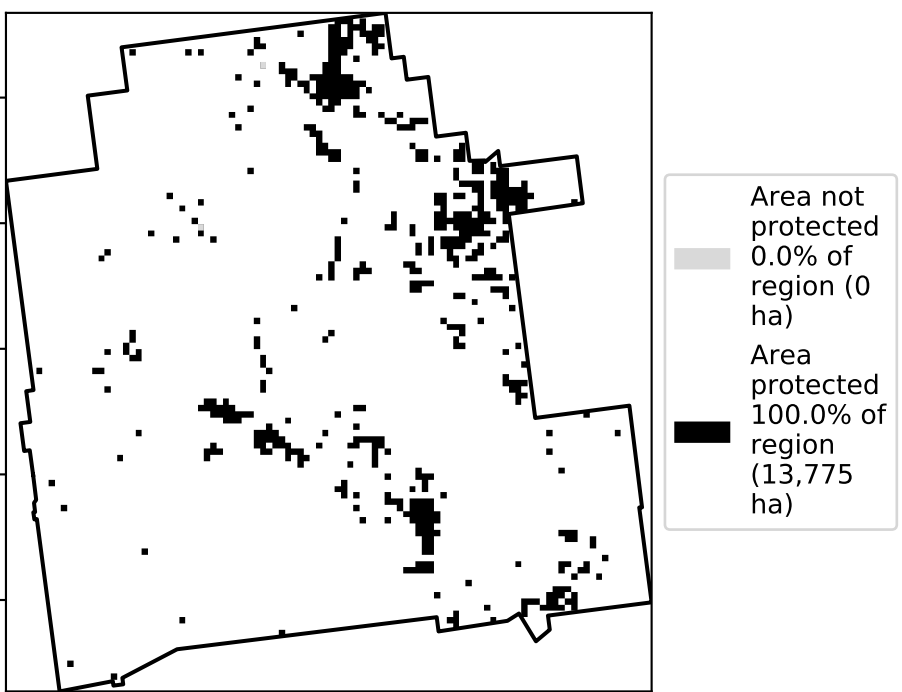 Area not
protected
0.0% of
region (0
ha)
Area
protected
100.0% of
region
(13,775
ha)